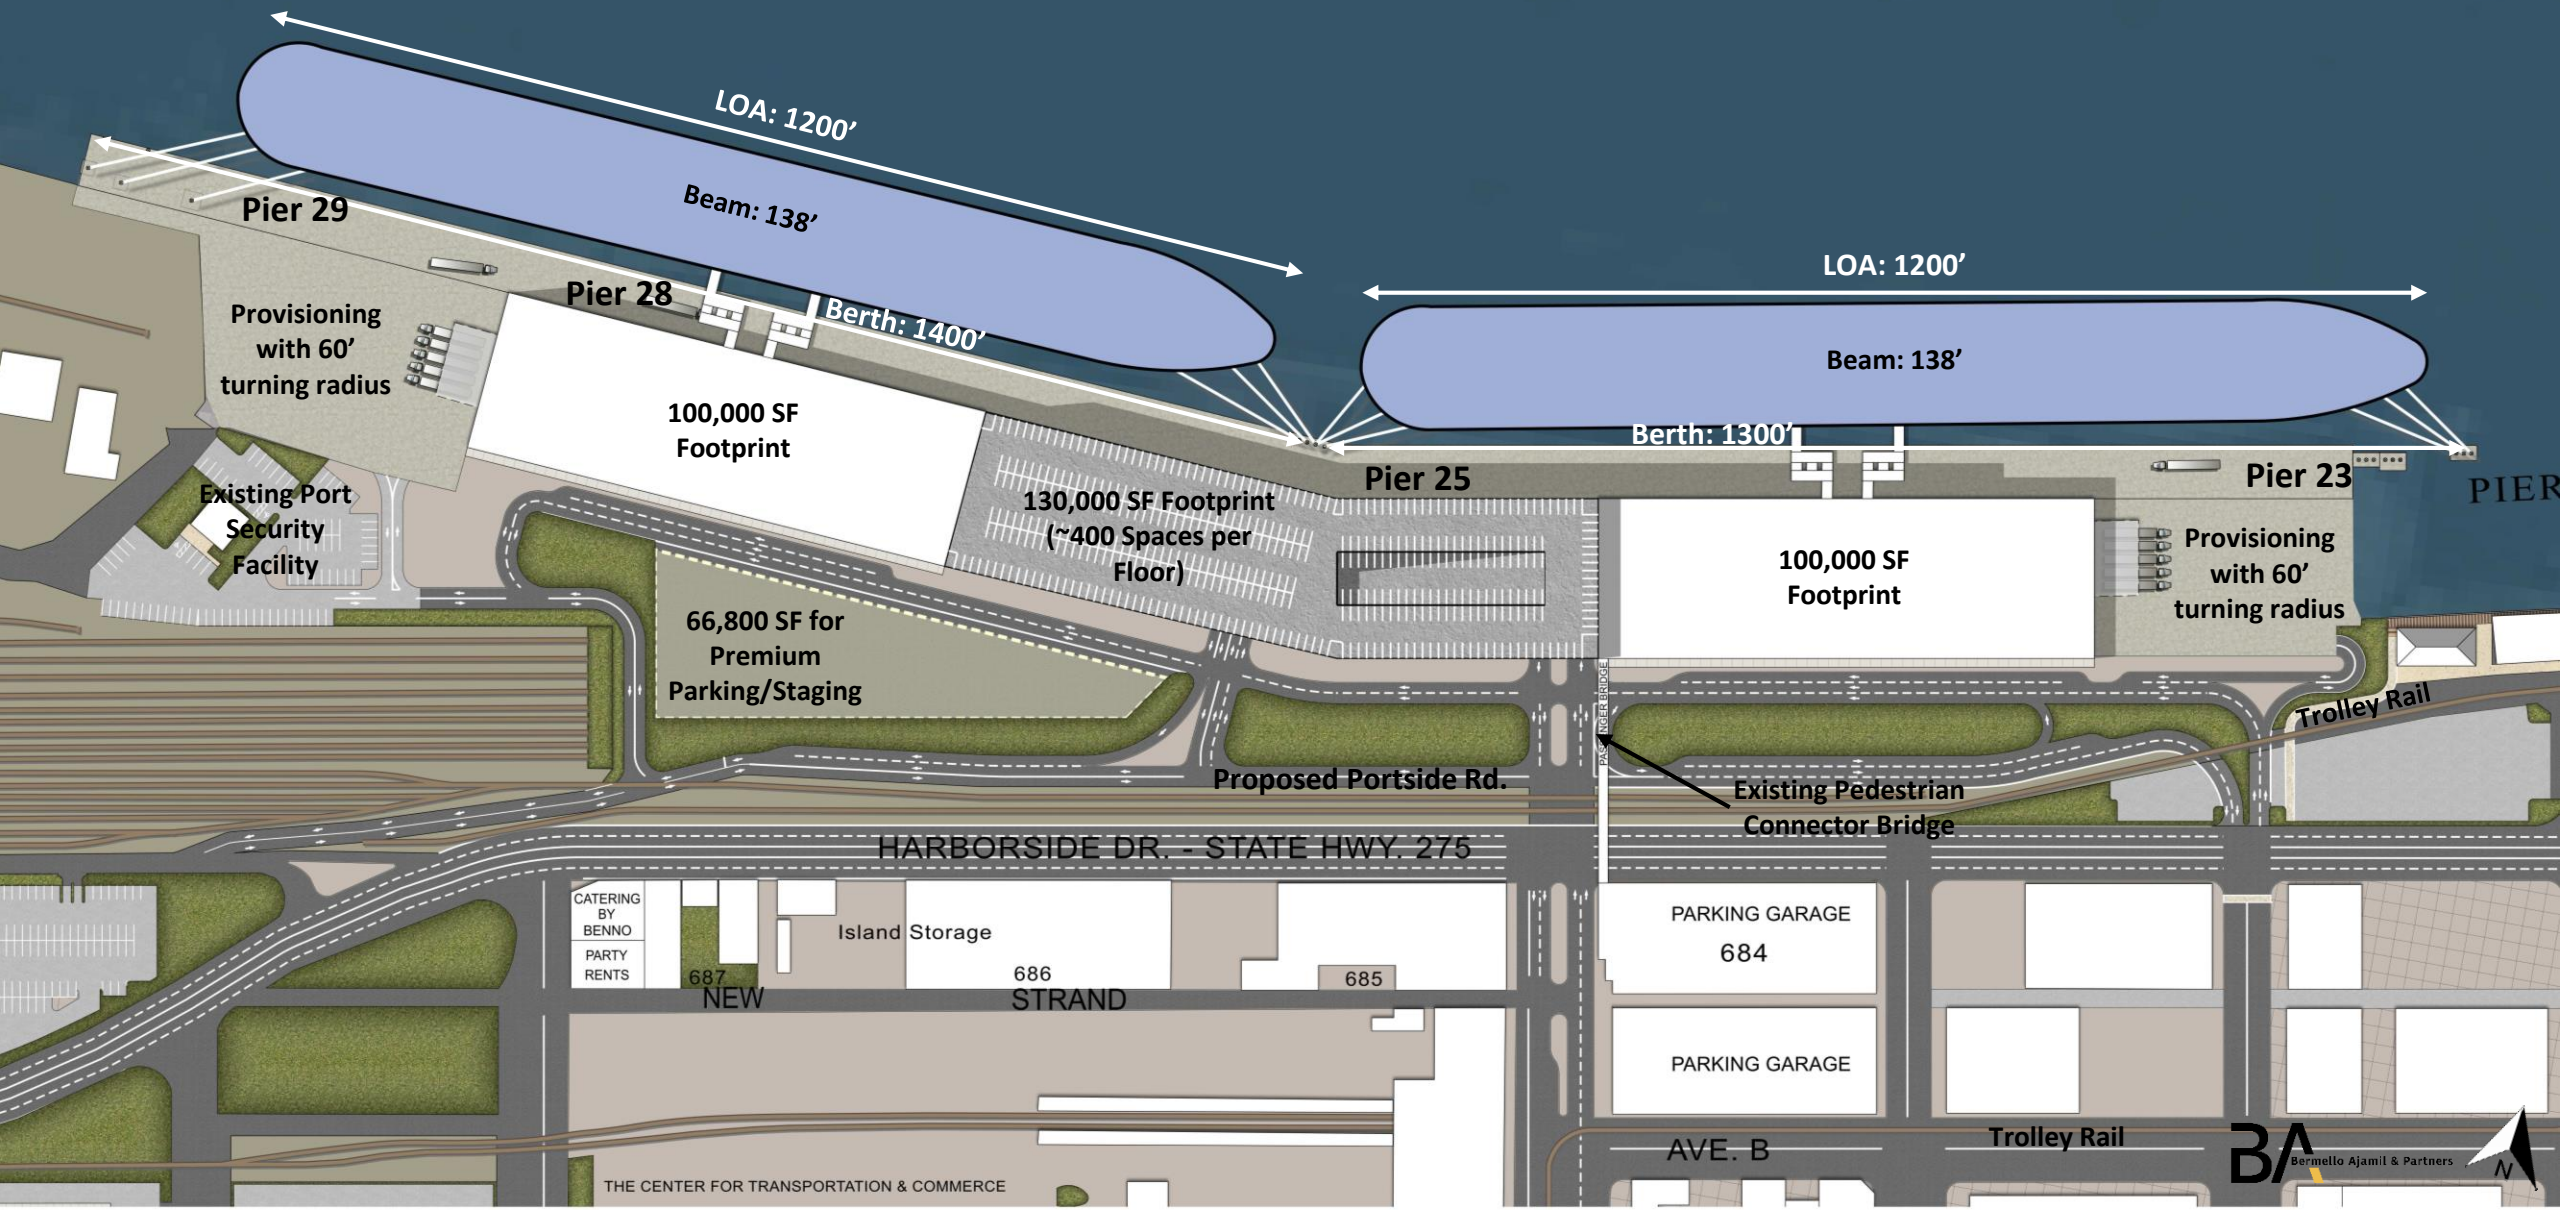 LOA: 1200’
Beam: 138’
Pier 29
Pier 28
Berth: 1400’
LOA: 1200’
Beam: 138’
Berth: 1300’
Pier 25
Pier 23
PIER
Provisioning
with 60’
turning radius
100,000 SF
Footprint
130,000 SF Footprint
(~400 Spaces per
Floor)
100,000 SF
Footprint
Provisioning
with 60’
turning radius
Existing Port
Security
Facility
66,800 SF for
Premium
Parking/Staging
PASSENGER BRIDGE
Trolley Rail
Proposed Portside Rd.
Existing Pedestrian
Connector Bridge
HARBORSIDE DR. - STATE HWY. 275
CATERING
BY
BENNO
PARTY
RENTS
687
Island Storage
686
685
PARKING GARAGE
684
NEW STRAND
PARKING GARAGE
AVE. B
Trolley Rail
THE CENTER FOR TRANSPORTATION & COMMERCE
BA
Bermello Ajamil & Partners
N